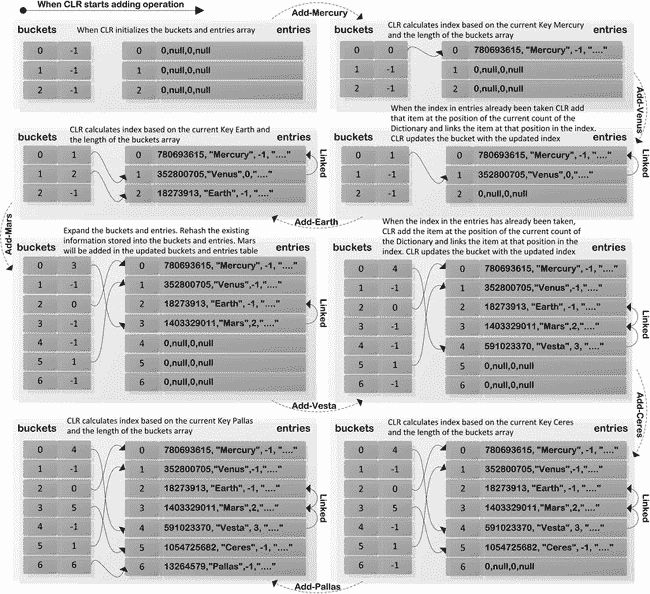 When CLR starts adding operation
Add-Mercury
buckets When CLR initializes the buckets and entries array entries
0 -1 0 0,null,0,null
1 -1 1 0,null,0,null
2 -1 2 0,null,0,null
CLR calculates index based on the current Key Mercury
and the length of the bucket array
buckets entries
0 0 0 780693615, "Mercury", -1, "...."
1 -1 1 0,null,0,null
2 -1 2 0,null,0,null
Add-Venus
When the index in entries already been taken CLR add
that item at the position of the current count of the
Dictionary and links the item at that position in the index.
CLR updates the bucket with the updated index
buckets entries
0 1 0 780693615, "Mercury", -1, "...."
1 -1 1 352800705,"Venus",0,"...."
2 -1 2 0,null,0,null
Linked
Add-Earth
CLR calculates index based on the current Key Earth and
the length of the buckets array
buckets entries
0 1 0 780693615, "Mercury", -1, "...."
1 2 1 352800705,"Venus",0,"...."
2 -1 2 18273913, "Earth", -1, "...."
Linked
Add-Mars
Expand the buckets and entries. Rehash the existing
information stored into the buckets and entries. Mars
will be added in the updated buckets and entries table
buckets entries
0 3 0 780693615, "Mercury", -1, "...."
1 -1 1 352800705,"Venus",-1,"...."
2 0 2 18273913, "Earth", -1, "...."
3 -1 3 1403329011,"Mars",2,"...."
4 -1 4 0,null,0,null
5 1 5 0,null,0,null
6 -1 6 0,null,0,null
Linked
Add-Vesta
When the index in the entries has already been taken,
CLR add the item at the position of the current count of
the Dictionary and links the item at that position in the
index. CLR updates the bucket with the updated index
buckets entries
0 4 0 780693615, "Mercury", -1, "...."
1 -1 1 352800705,"Venus",-1,"...."
2 0 2 18273913, "Earth", -1, "...."
3 -1 3 1403329011,"Mars",2,"...."
4 -1 4 591023370, "Vesta", 3, "...."
5 1 5 0,null,0,null
6 -1 6 0,null,0,null
Linked
Add-Ceres
CLR calculates index based on the current Key Ceres
and the length of the buckets array
buckets entries
0 4 0 780693615, "Mercury", -1, "...."
1 -1 1 352800705,"Venus",-1,"...."
2 0 2 18273913, "Earth", -1, "...."
3 5 3 1403329011,"Mars",2,"...."
4 -1 4 591023370, "Vesta", 3, "...."
5 1 5 1054725682, "Ceres", -1, "...."
6 -1 6 0,null,0,null
Linked
Add-Pallas
CLR calculates index based on the current Key Pallas
and the length of the buckets array
buckets entries
0 4 0 780693615, "Mercury", -1, "...."
1 -1 1 352800705,"Venus",-1,"...."
2 0 2 18273913, "Earth", -1, "...."
3 5 3 1403329011,"Mars",2,"...."
4 -1 4 591023370, "Vesta", 3, "...."
5 1 5 1054725682, "Ceres", -1, "...."
6 6 6 13264579,"Pallas",-1,"...."
Linked